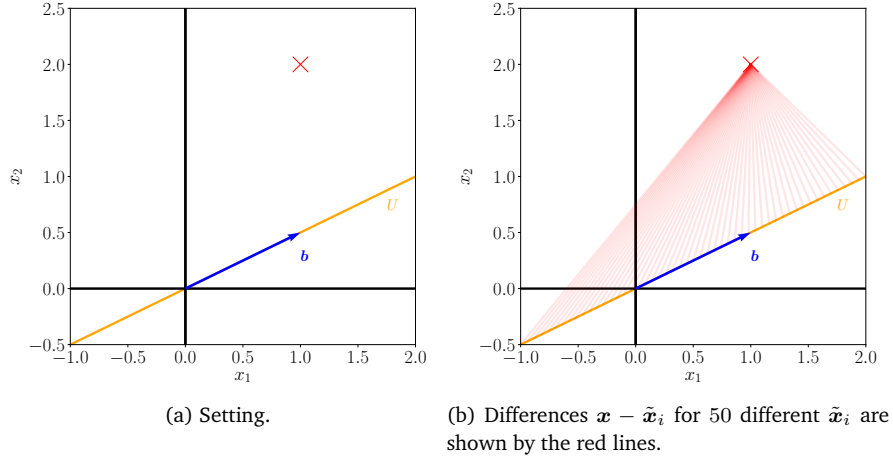 2.5
2.0
1.5
1.0
0.5
0.0
−0.5
x₂
U
b
−1.0 −0.5 0.0 0.5 1.0 1.5 2.0
x₁
(a) Setting.
2.5
2.0
1.5
1.0
0.5
0.0
−0.5
x₂
U
b
−1.0 −0.5 0.0 0.5 1.0 1.5 2.0
x₁
(b) Differences x − x̃ᵢ for 50 different x̃ᵢ are
shown by the red lines.